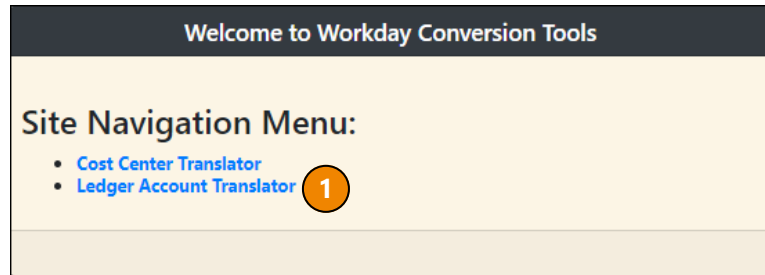 Welcome to Workday Conversion Tools
Site Navigation Menu:
• Cost Center Translator
• Ledger Account Translator 1